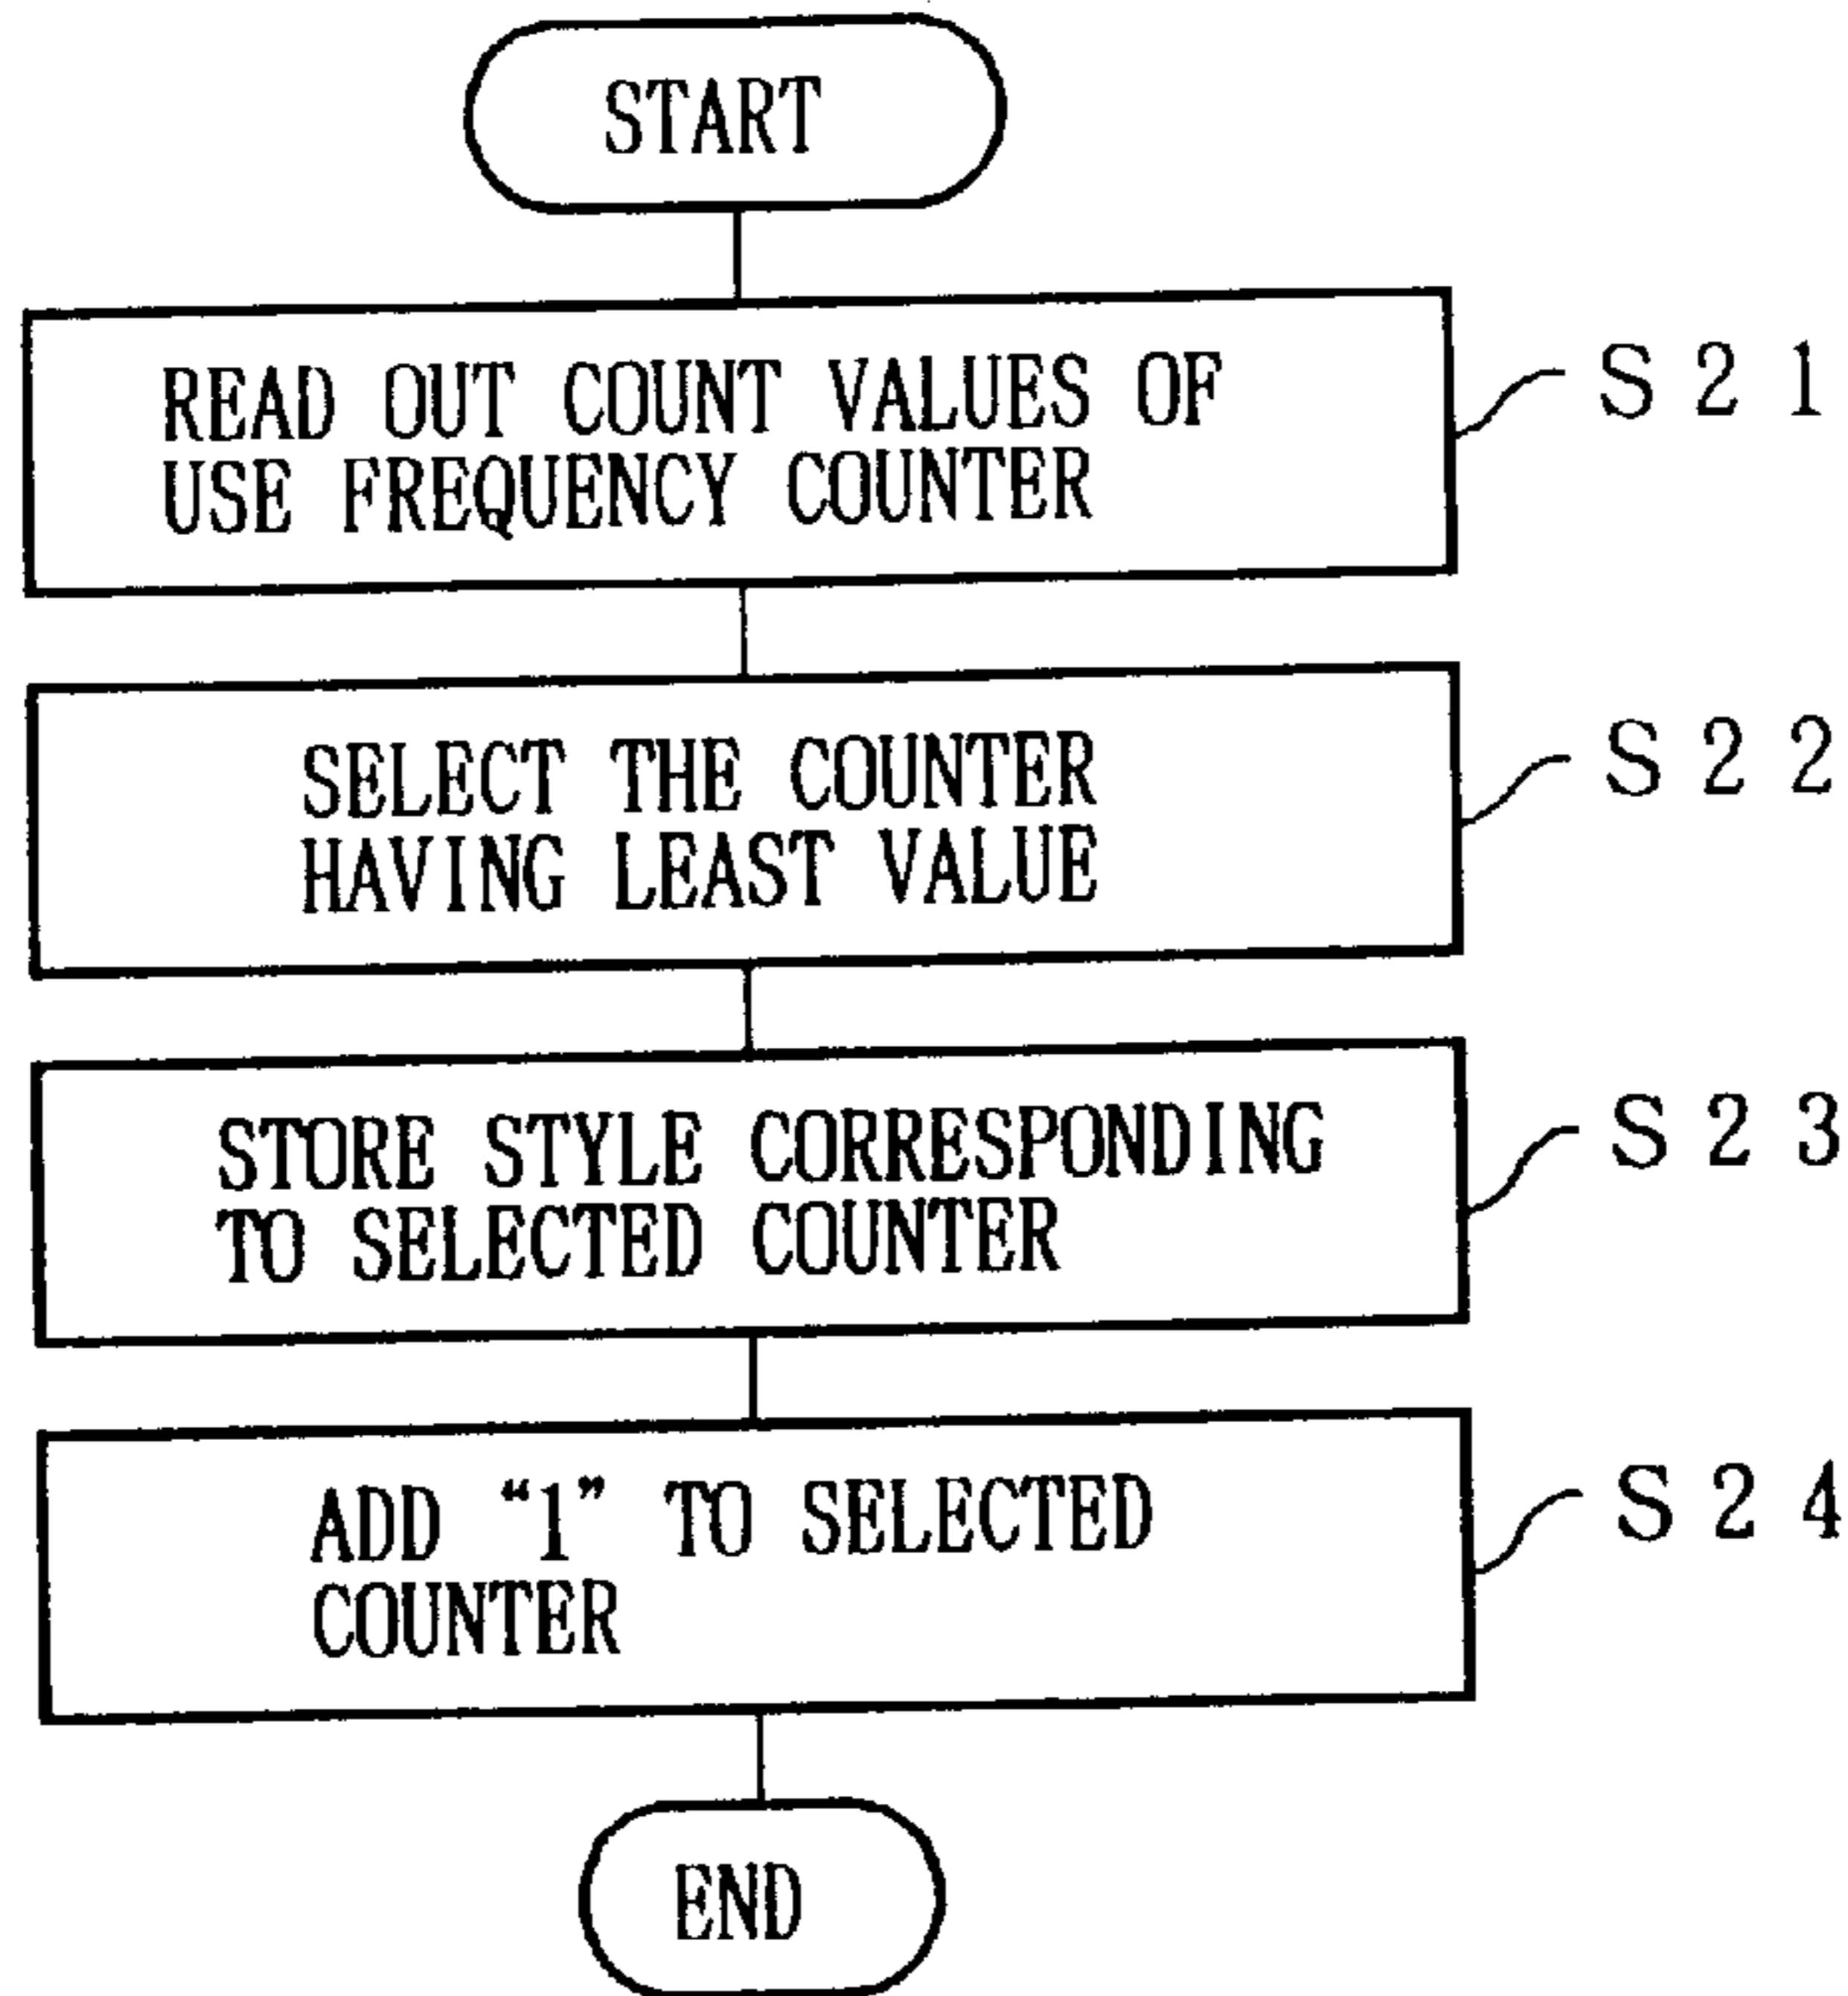 START
READ OUT COUNT VALUES OF
USE FREQUENCY COUNTER
S21
SELECT THE COUNTER
HAVING LEAST VALUE
S22
STORE STYLE CORRESPONDING
TO SELECTED COUNTER
S23
ADD “1” TO SELECTED
COUNTER
S24
END